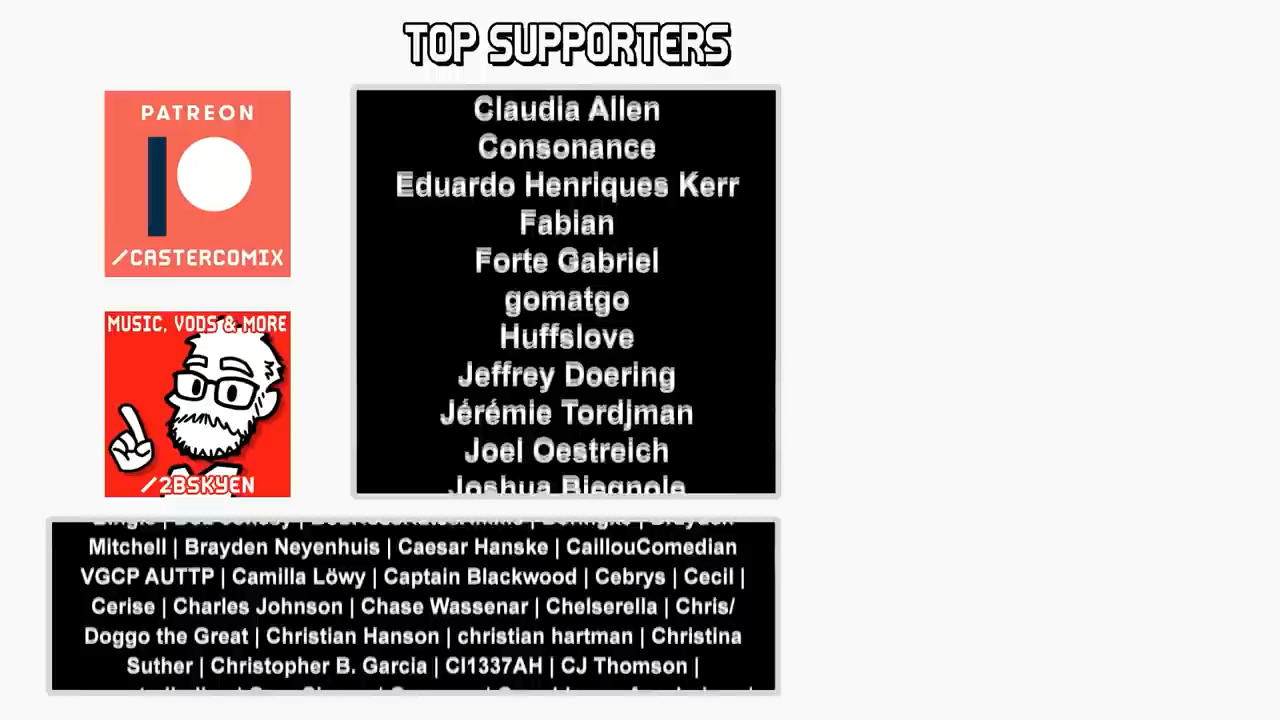 TOP SUPPORTERS
PATREON
/CASTERCOMIX
MUSIC, VODS & MORE
/2BSKYEN
Claudia Allen
Consonance
Eduardo Henriques Kerr
Fabian
Forte Gabriel
gomatgo
Huffslove
Jeffrey Doering
Jérémie Tordjman
Joel Oestreich
Joshua
Mitchell | Brayden Neyenhuis | Caesar Hanske | CaillouComedian
VGCP AUTTP | Camilla Löwy | Captain Blackwood | Cebrys | Cecil |
Cerise | Charles Johnson | Chase Wassenar | Chelserella | Chris/
Doggo the Great | Christian Hanson | christian hartman | Christina
Suther | Christopher B. Garcia | Cl1337AH | CJ Thomson |